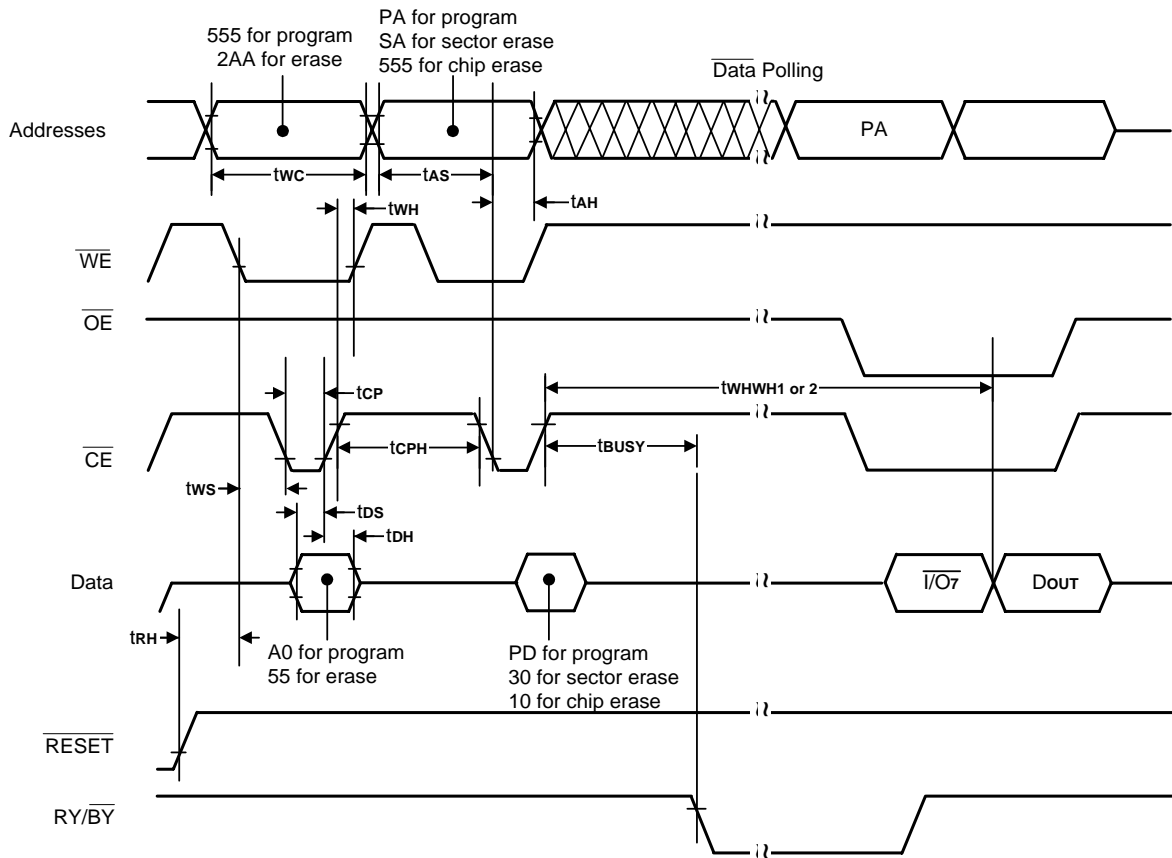 555 for program
2AA for erase
PA for program
SA for sector erase
555 for chip erase
Data Polling
Addresses
PA
tWC
tAS
tWH
tAH
WE
OE
tCP
tWHWH1 or 2
tCPH
tBUSY
CE
tWS
tDS
tDH
Data
I/O7
DOUT
tRH
A0 for program
55 for erase
PD for program
30 for sector erase
10 for chip erase
RESET
RY/BY